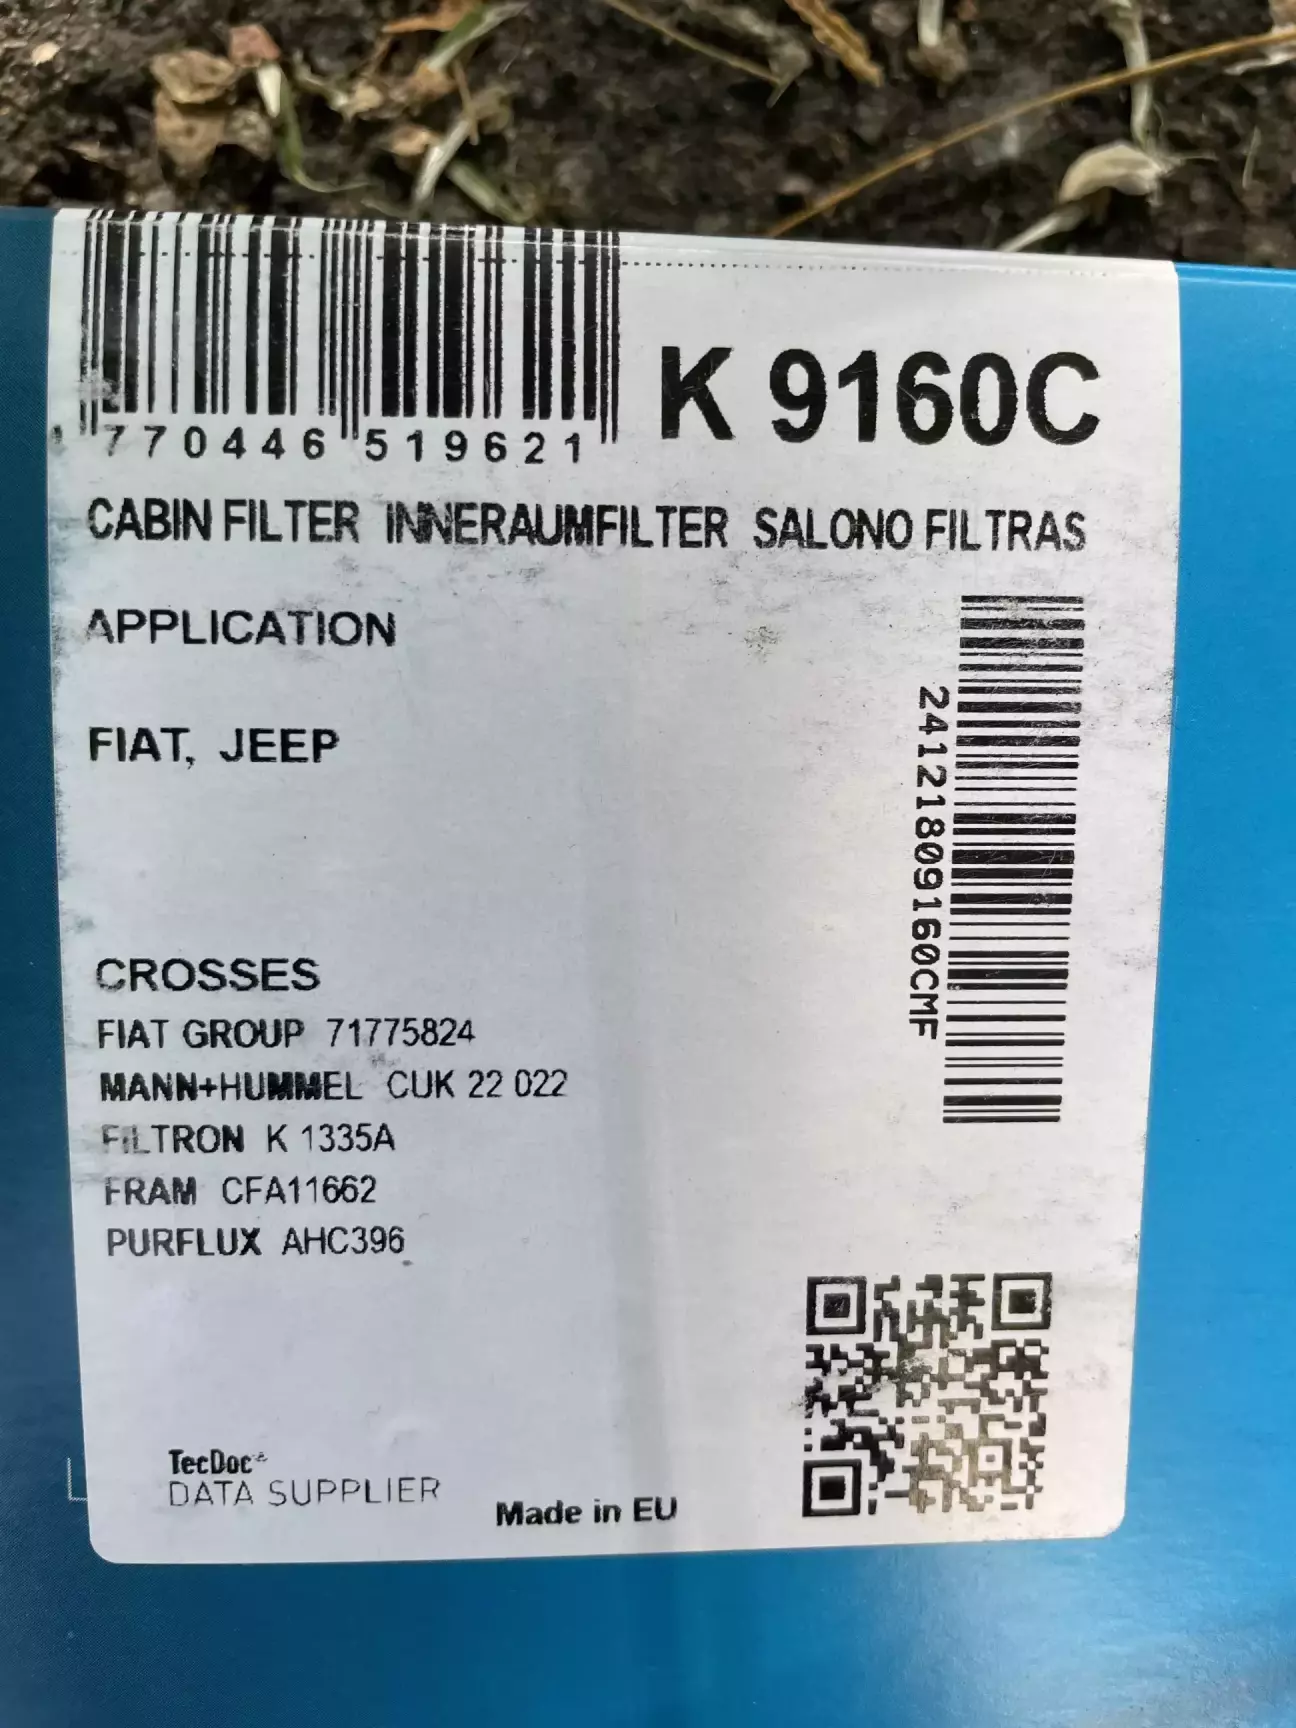 770446 519621
K 9160C
CABIN FILTER INNERAUMFILTER SALONO FILTRAS
APPLICATION
FIAT, JEEP
24121809160CMF
CROSSES
FIAT GROUP 71775824
MANN+HUMMEL CUK 22 022
FILTRON K 1335A
FRAM CFA11662
PURFLUX AHC396
TecDoc
DATA SUPPLIER
Made in EU